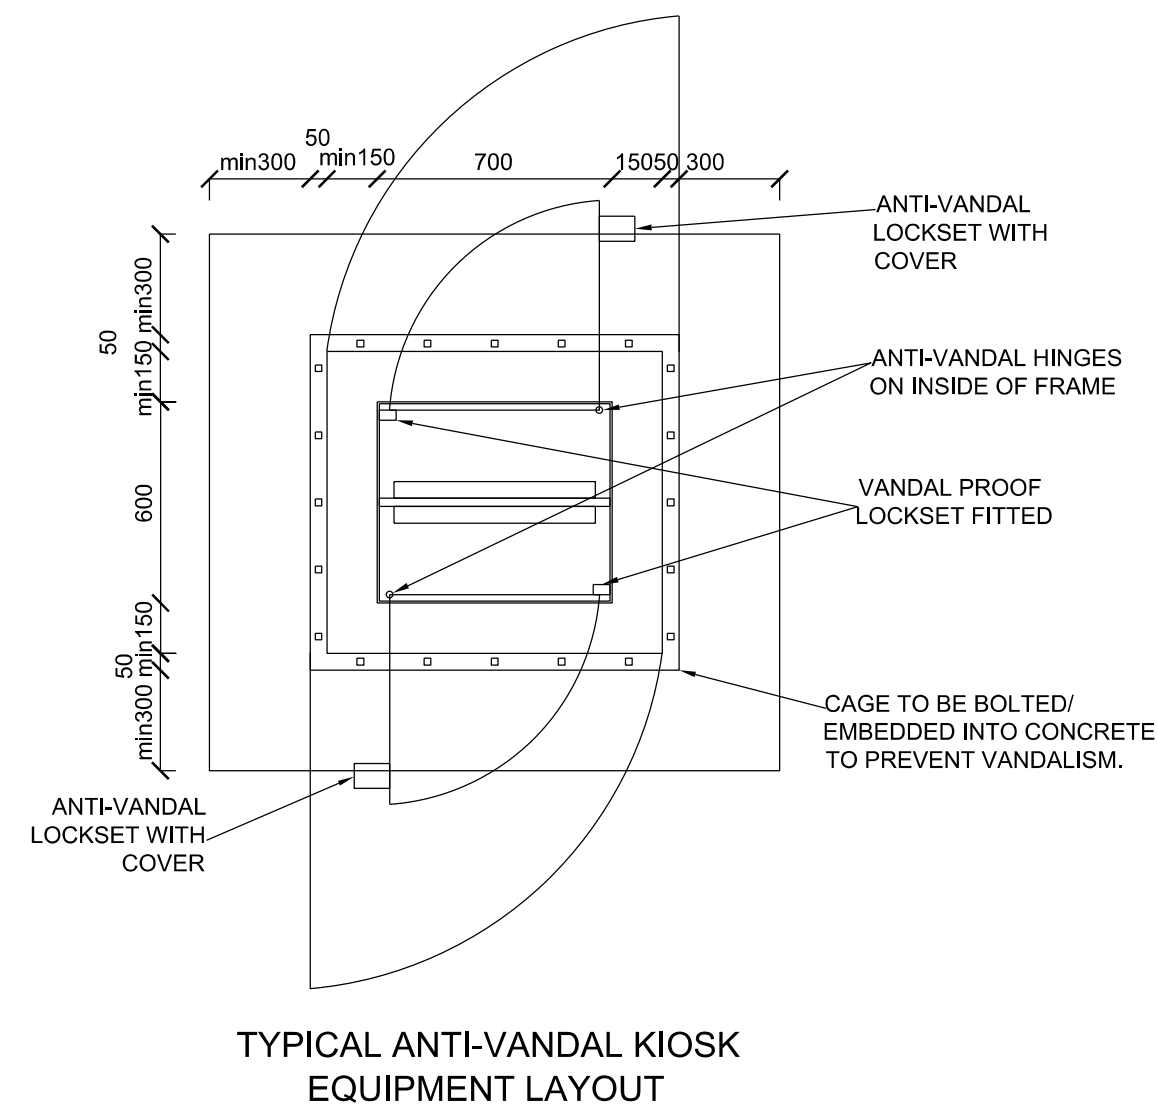 50
min300
min150
700
150
50
300
ANTI-VANDAL
LOCKSET WITH
COVER
min300
50
min150
ANTI-VANDAL HINGES
ON INSIDE OF FRAME
600
VANDAL PROOF
LOCKSET FITTED
min150
50
min300
CAGE TO BE BOLTED/
EMBEDDED INTO CONCRETE
TO PREVENT VANDALISM.
ANTI-VANDAL
LOCKSET WITH
COVER
TYPICAL ANTI-VANDAL KIOSK
EQUIPMENT LAYOUT